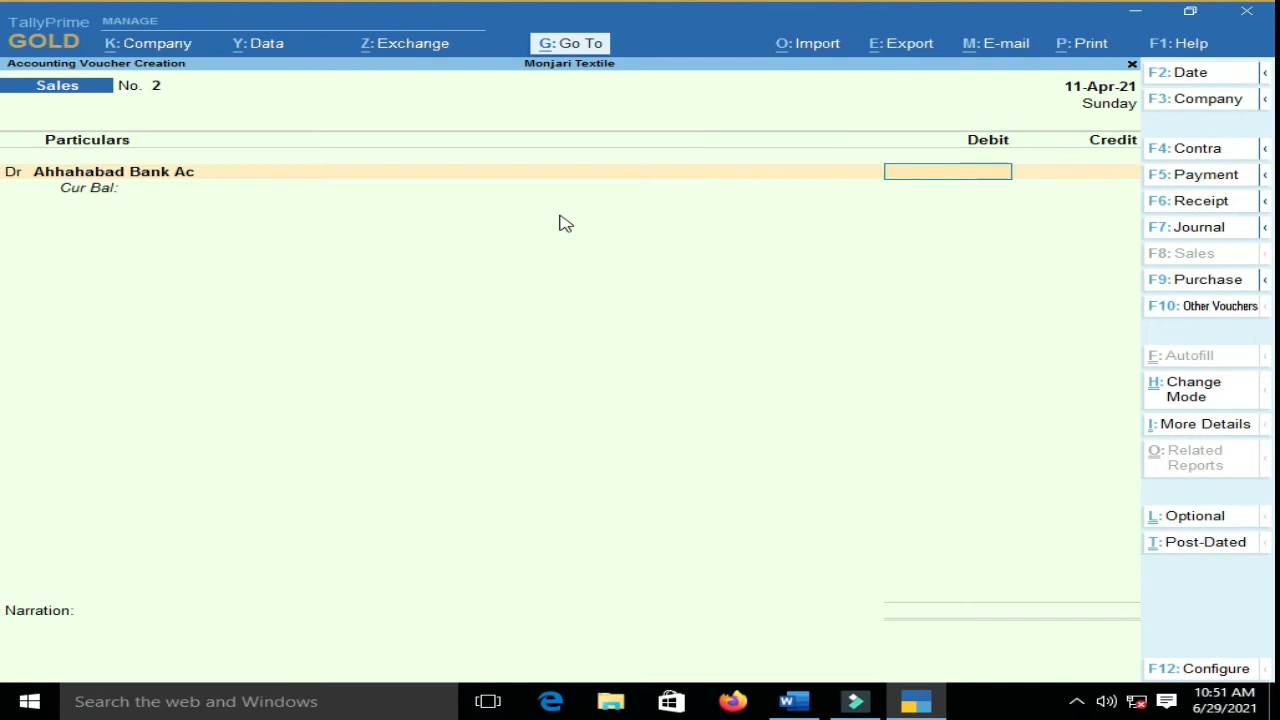 TallyPrime MANAGE
GOLD K: Company Y: Data Z: Exchange G: Go To O: Import E: Export M: E-mail P: Print F1: Help
Accounting Voucher Creation Monjari Textile
Sales No. 2 11-Apr-21
Sunday
Particulars Debit Credit
Dr Ahhahabad Bank Ac
Cur Bal:
Narration:
F2: Date
F3: Company
F4: Contra
F5: Payment
F6: Receipt
F7: Journal
F8: Sales
F9: Purchase
F10: Other Vouchers
F: Autofill
H: Change
Mode
I: More Details
O: Related
Reports
L: Optional
T: Post-Dated
F12: Configure
Search the web and Windows
10:51 AM
6/29/2021